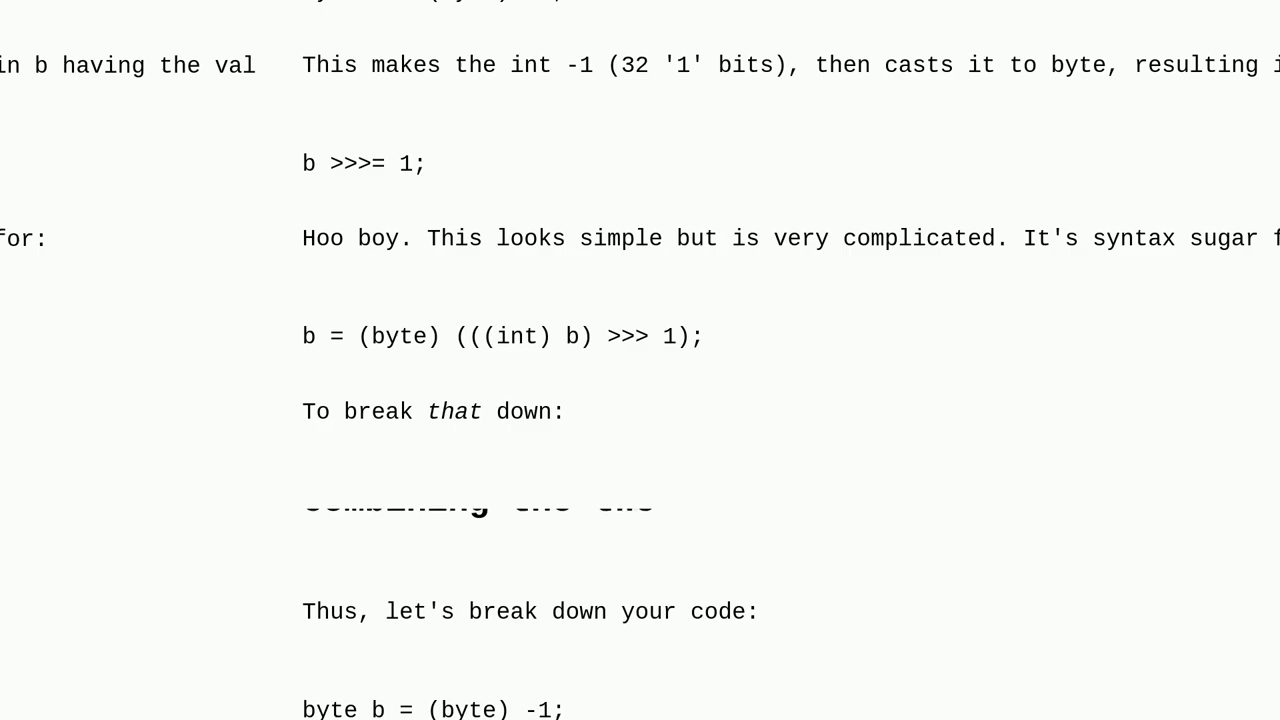 in b having the val This makes the int -1 (32 '1' bits), then casts it to byte, resulting
b >>>= 1;
for: Hoo boy. This looks simple but is very complicated. It's syntax sugar
b = (byte) (((int) b) >>> 1);
To break that down:
Thus, let's break down your code:
byte b = (byte) -1;